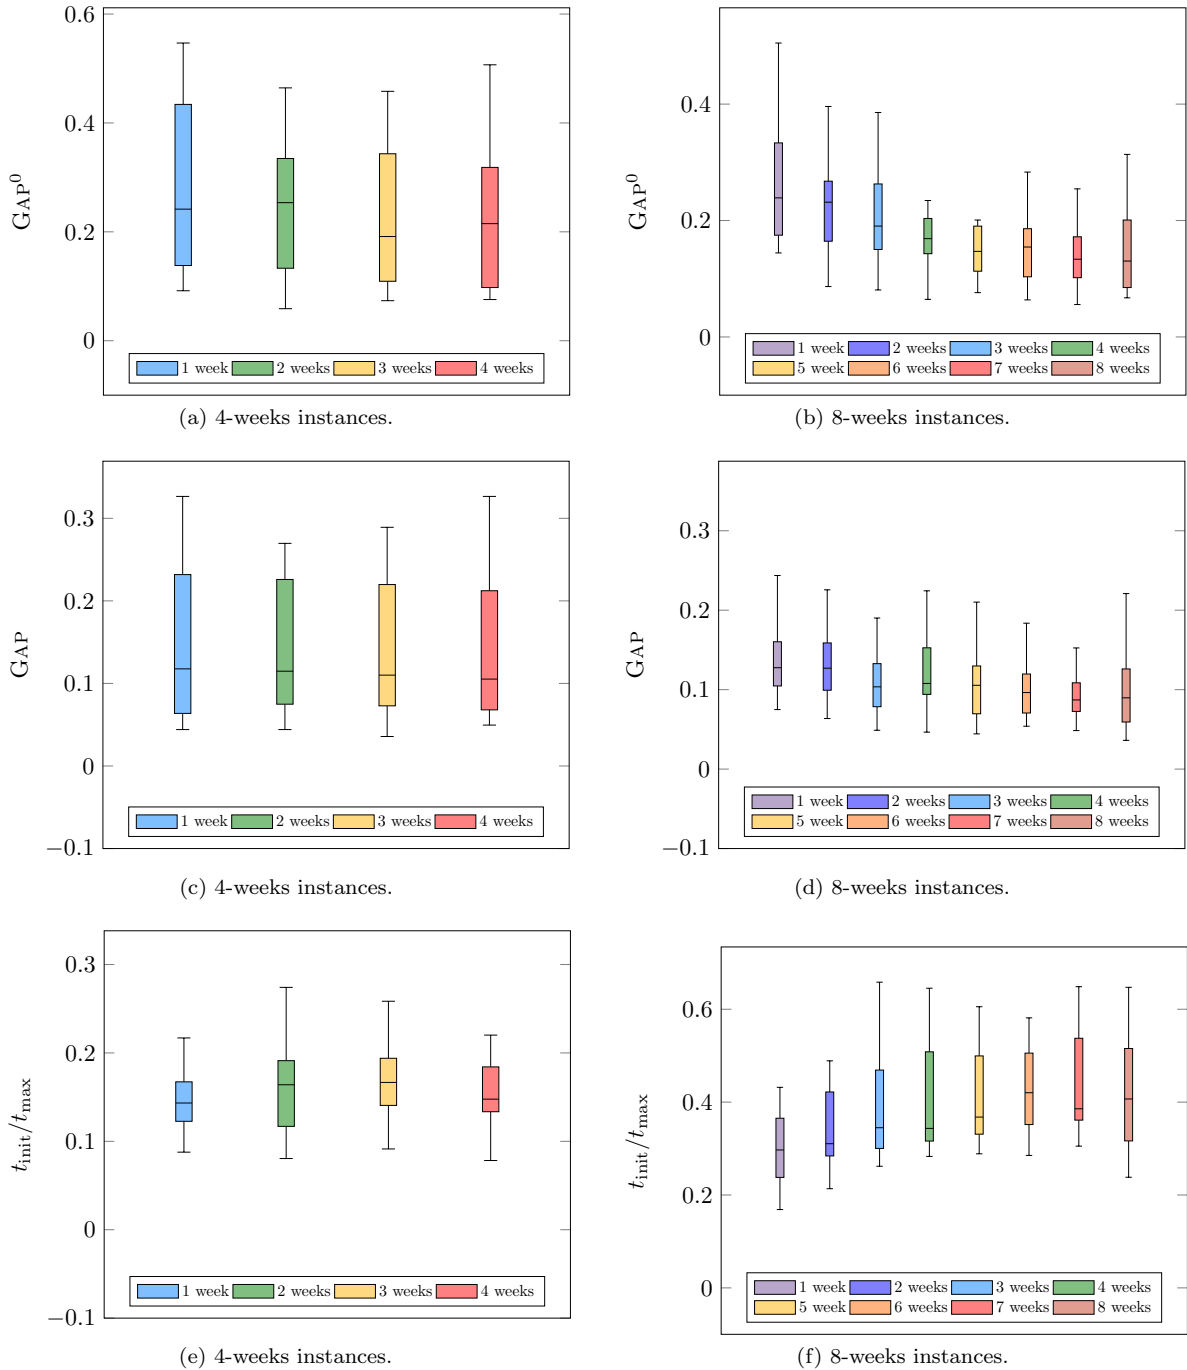 0.6
0.4
0.2
0
GAP⁰
1 week 2 weeks 3 weeks 4 weeks
(a) 4-weeks instances.
0.4
0.2
0
GAP⁰
1 week 2 weeks 3 weeks 4 weeks
5 week 6 weeks 7 weeks 8 weeks
(b) 8-weeks instances.
0.3
0.2
0.1
0
−0.1
GAP
1 week 2 weeks 3 weeks 4 weeks
(c) 4-weeks instances.
0.3
0.2
0.1
0
−0.1
GAP
1 week 2 weeks 3 weeks 4 weeks
5 week 6 weeks 7 weeks 8 weeks
(d) 8-weeks instances.
0.3
0.2
0.1
0
−0.1
t_init/t_max
1 week 2 weeks 3 weeks 4 weeks
(e) 4-weeks instances.
0.6
0.4
0.2
0
t_init/t_max
1 week 2 weeks 3 weeks 4 weeks
5 week 6 weeks 7 weeks 8 weeks
(f) 8-weeks instances.